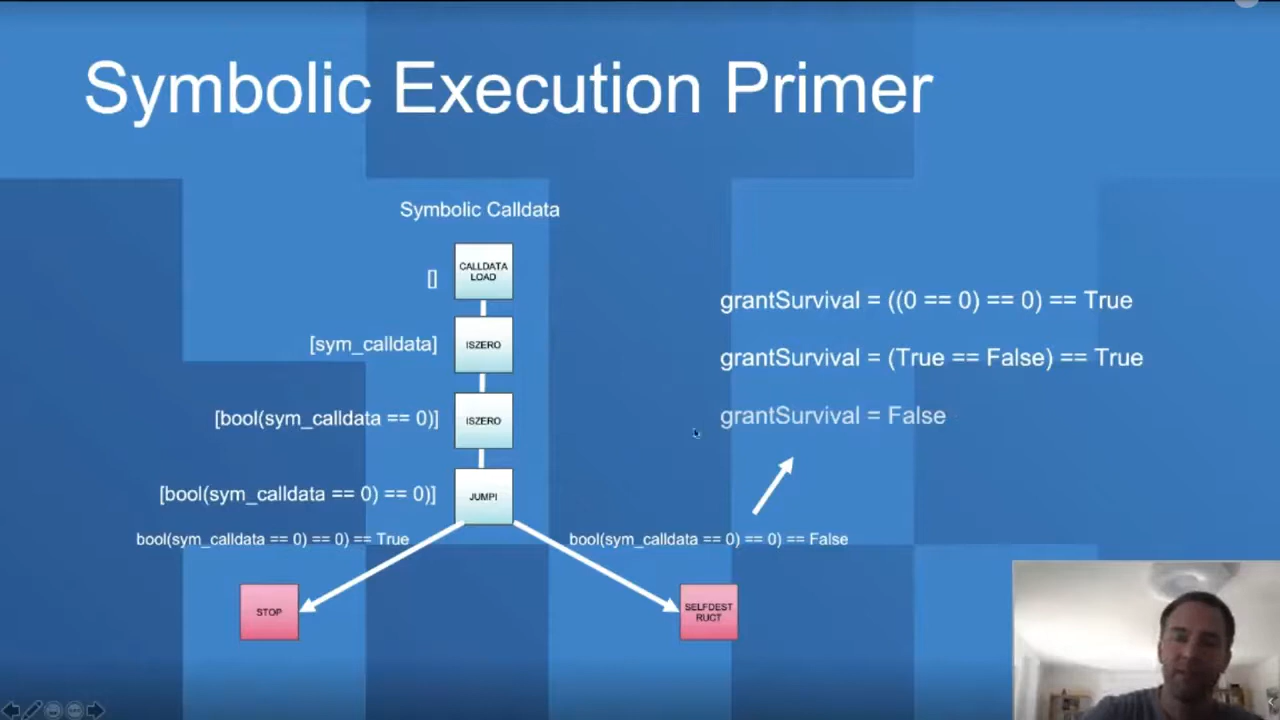 Symbolic Execution Primer
Symbolic Calldata
[]
CALLDATA
LOAD
[sym_calldata]
ISZERO
[bool(sym_calldata == 0)]
ISZERO
[bool(sym_calldata == 0) == 0)]
JUMPI
bool(sym_calldata == 0) == 0) == True
bool(sym_calldata == 0) == 0) == False
STOP
SELFDEST
RUCT
grantSurvival = ((0 == 0) == 0) == True
grantSurvival = (True == False) == True
grantSurvival = False